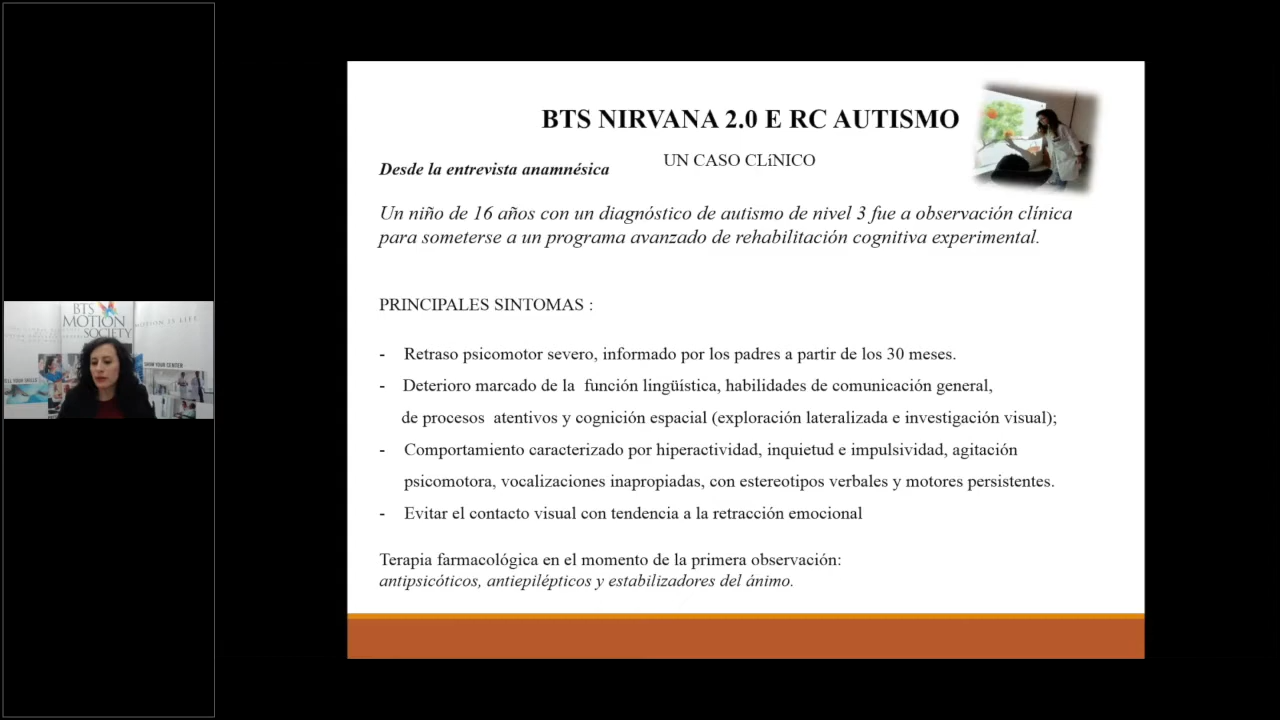 BTS NIRVANA 2.0 E RC AUTISMO
UN CASO CLíNICO
Desde la entrevista anamnésica
Un niño de 16 años con un diagnóstico de autismo de nivel 3 fue a observación clínica
para someterse a un programa avanzado de rehabilitación cognitiva experimental.
PRINCIPALES SINTOMAS :
- Retraso psicomotor severo, informado por los padres a partir de los 30 meses.
- Deterioro marcado de la función lingüística, habilidades de comunicación general,
de procesos atentivos y cognición espacial (exploración lateralizada e investigación visual);
- Comportamiento caracterizado por hiperactividad, inquietud e impulsividad, agitación
psicomotora, vocalizaciones inapropiadas, con estereotipos verbales y motores persistentes.
- Evitar el contacto visual con tendencia a la retracción emocional
Terapia farmacológica en el momento de la primera observación:
antipsicóticos, antiepilépticos y estabilizadores del ánimo.
BTS
MOTION
SOCIETY
MOTION IS LIFE